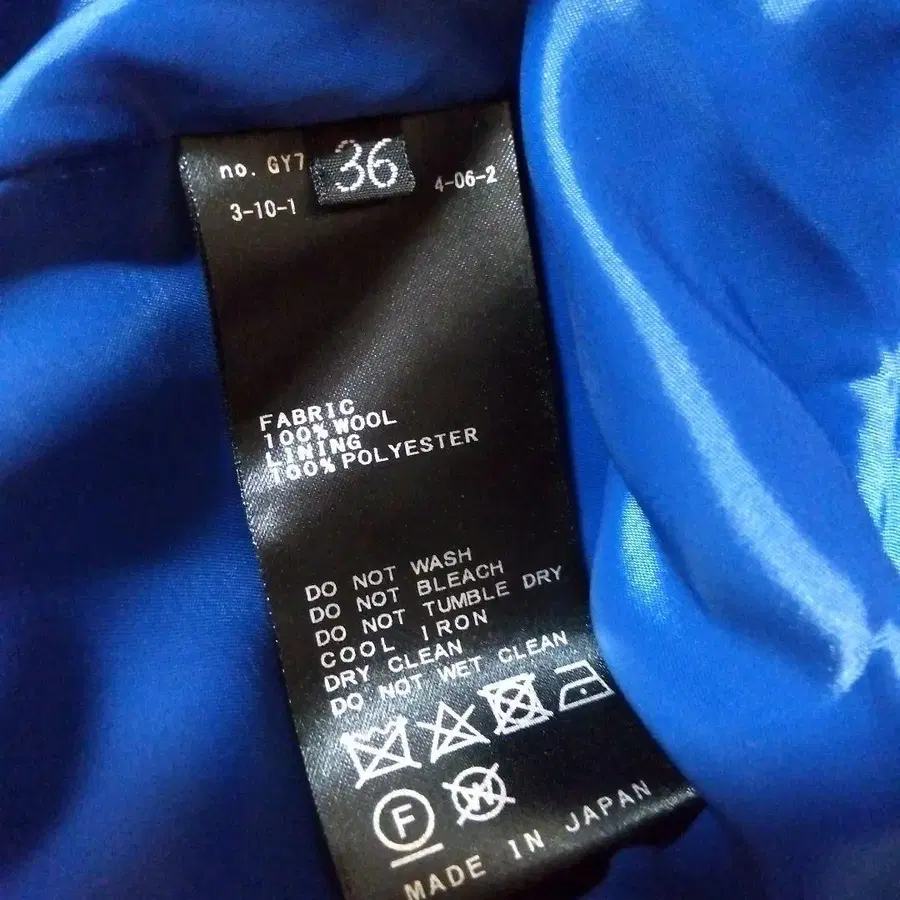 no. GY7
36
3-10-1
4-06-2
FABRIC
100% WOOL
LINING
100% POLYESTER
DO NOT WASH
DO NOT BLEACH
DO NOT TUMBLE DRY
COOL IRON
DRY CLEAN
DO NOT WET CLEAN
F W
MADE IN JAPAN